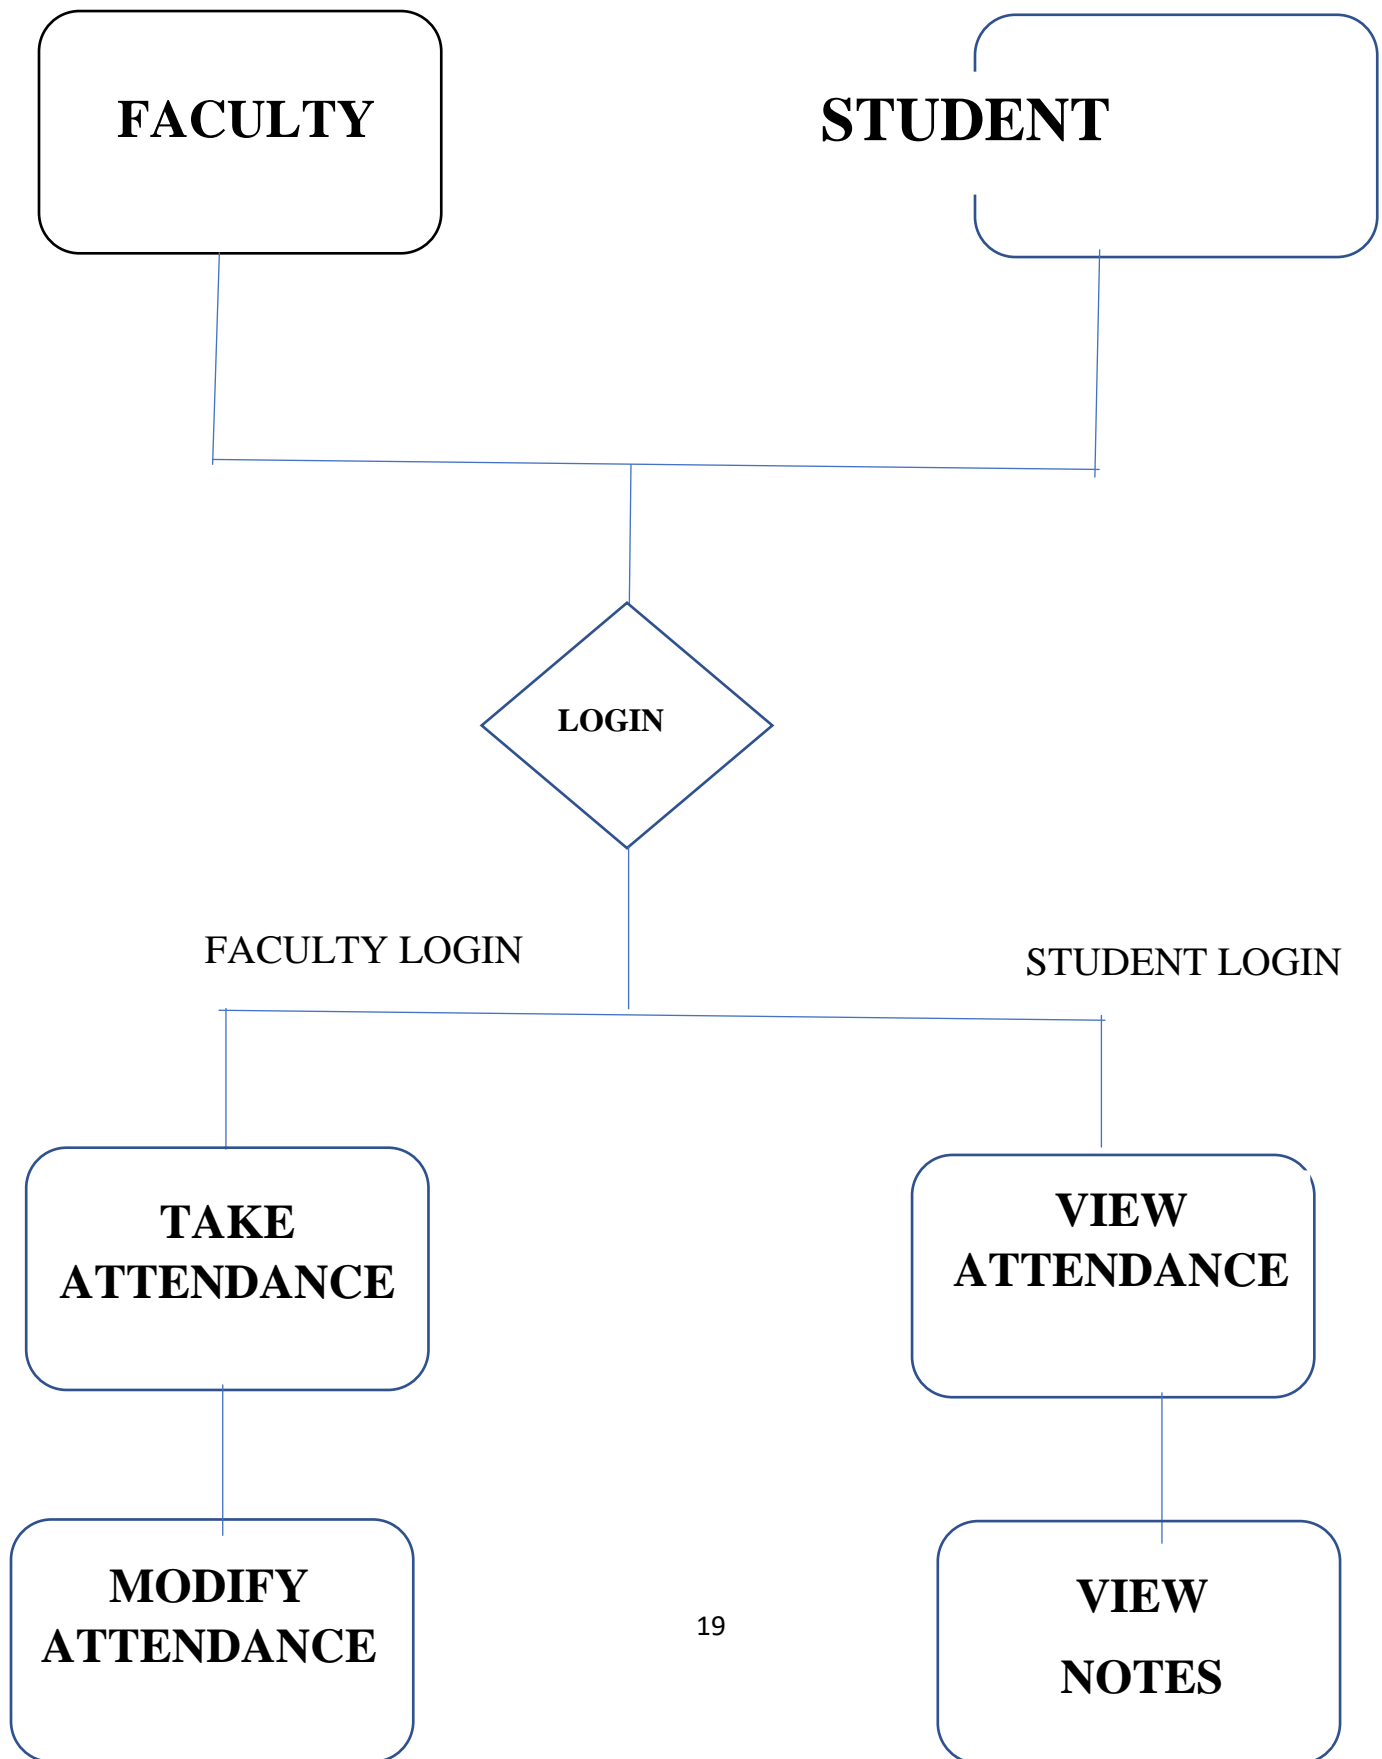 FACULTY
STUDENT
LOGIN
FACULTY LOGIN
STUDENT LOGIN
TAKE
ATTENDANCE
VIEW
ATTENDANCE
MODIFY
ATTENDANCE
VIEW
NOTES
19